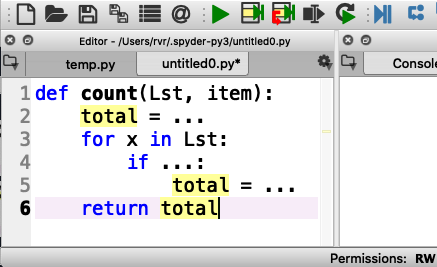 Editor - /Users/rvr/.spyder-py3/untitled0.py
temp.py
untitled0.py*
Console
1 def count(Lst, item):
2     total = ...
3     for x in Lst:
4         if ...:
5             total = ...
6     return total
Permissions: RW